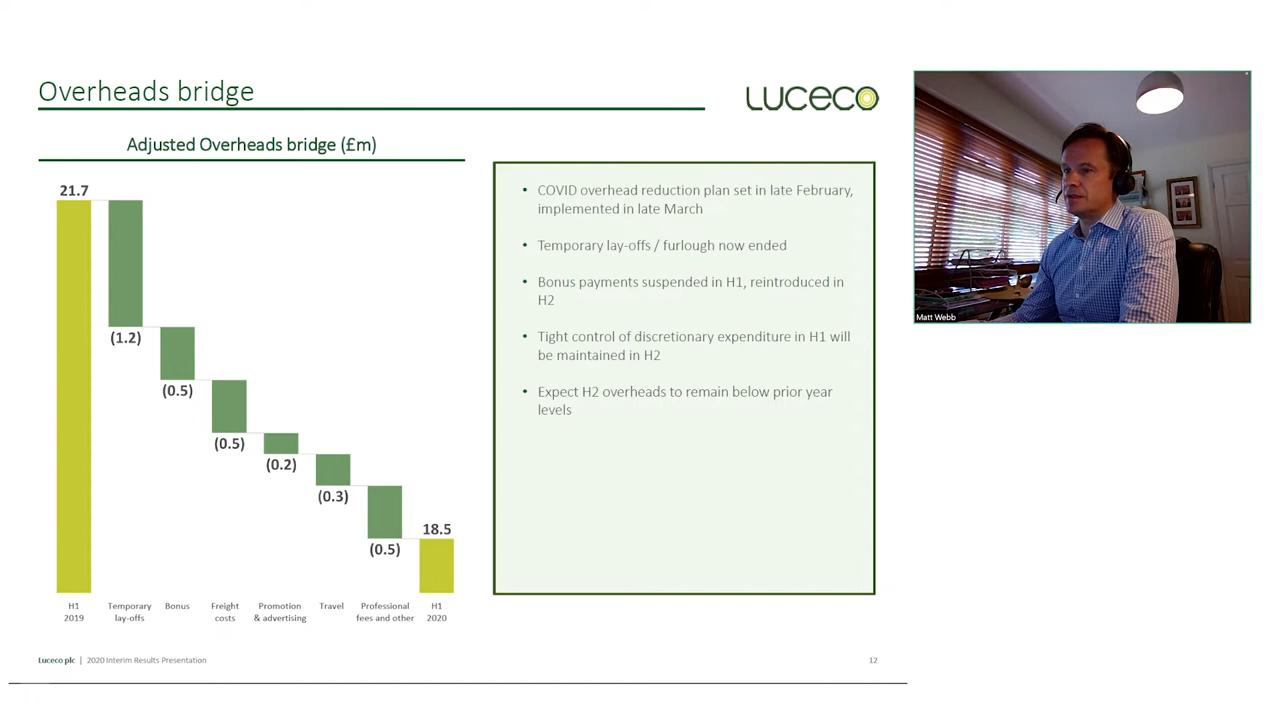 Overheads bridge
LUCECO
Adjusted Overheads bridge (£m)
21.7
(1.2)
(0.5)
(0.5)
(0.2)
(0.3)
(0.5)
18.5
H1
2019
Temporary
lay-offs
Bonus
Freight
costs
Promotion
& advertising
Travel
Professional
fees and other
H1
2020
• COVID overhead reduction plan set in late February,
implemented in late March
• Temporary lay-offs / furlough now ended
• Bonus payments suspended in H1, reintroduced in
H2
• Tight control of discretionary expenditure in H1 will
be maintained in H2
• Expect H2 overheads to remain below prior year
levels
Matt Webb
Luceco plc | 2020 Interim Results Presentation
12